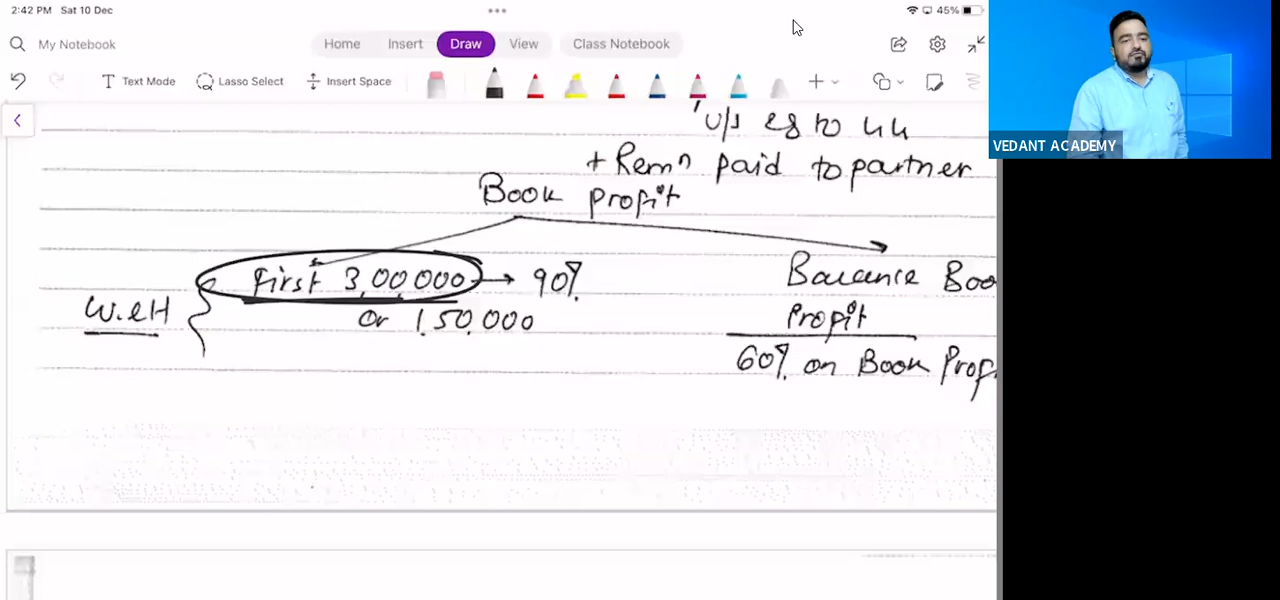 2:42 PM Sat 10 Dec
45%
My Notebook
Home Insert Draw View Class Notebook
Text Mode Lasso Select Insert Space
VEDANT ACADEMY
u/s 28 to 44
+ Remn paid to partner
Book Profit
First 3,00,000 → 90%
or 1,50,000
W.eH
Balance Boo
Profit
60% on Book Prof